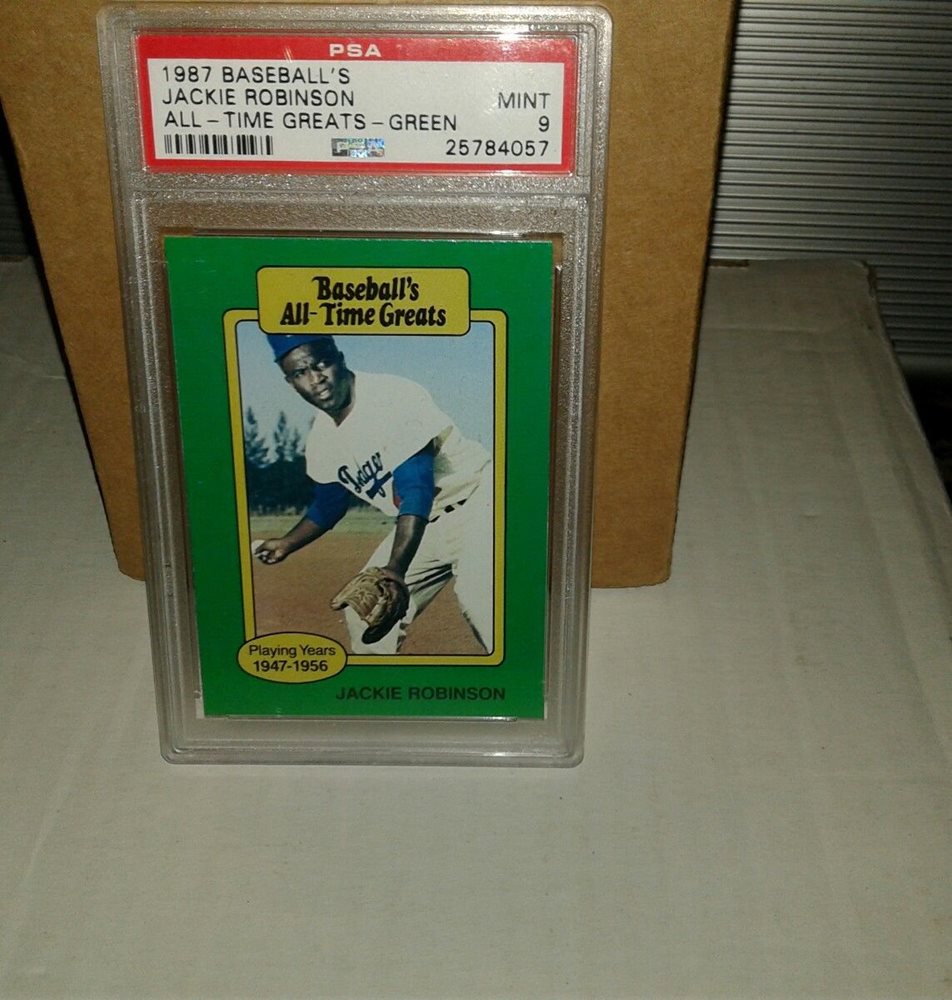 PSA
1987 BASEBALL'S
JACKIE ROBINSON MINT
ALL-TIME GREATS-GREEN 9
25784057
Baseball's
All-Time Greats
Dodgers
Playing Years
1947-1956
JACKIE ROBINSON